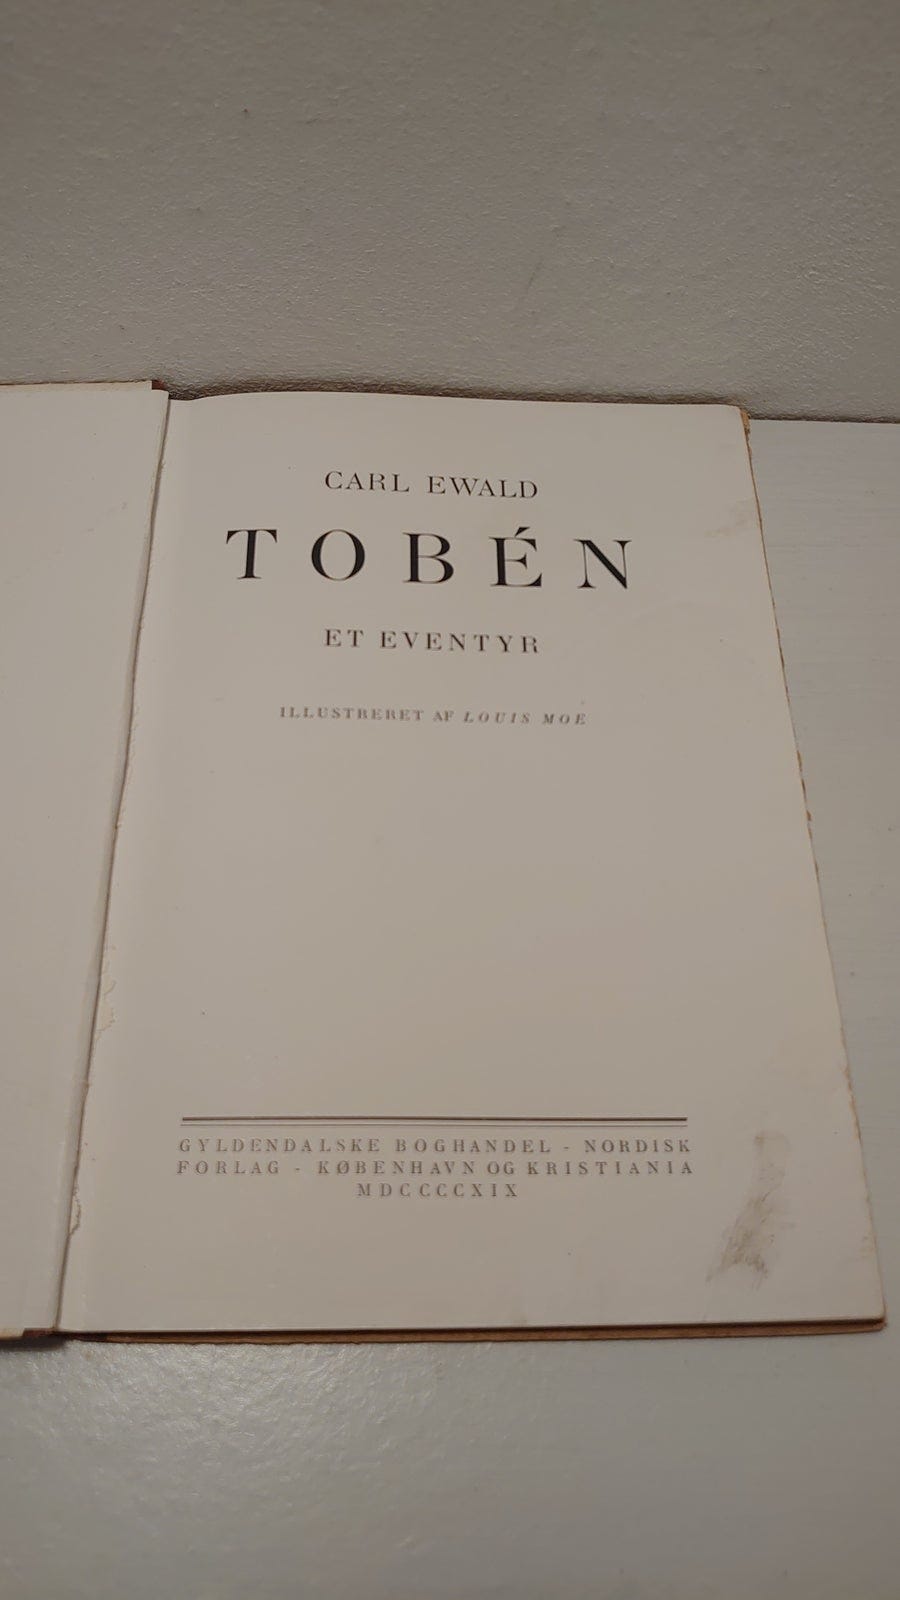 CARL EWALD
TOBÉN
ET EVENTYR
ILLUSTRERET AF LOUIS MOE
GYLDENDALSKE BOGHANDEL - NORDISK
FORLAG - KØBENHAVN OG KRISTIANIA
MDCCCCXIX